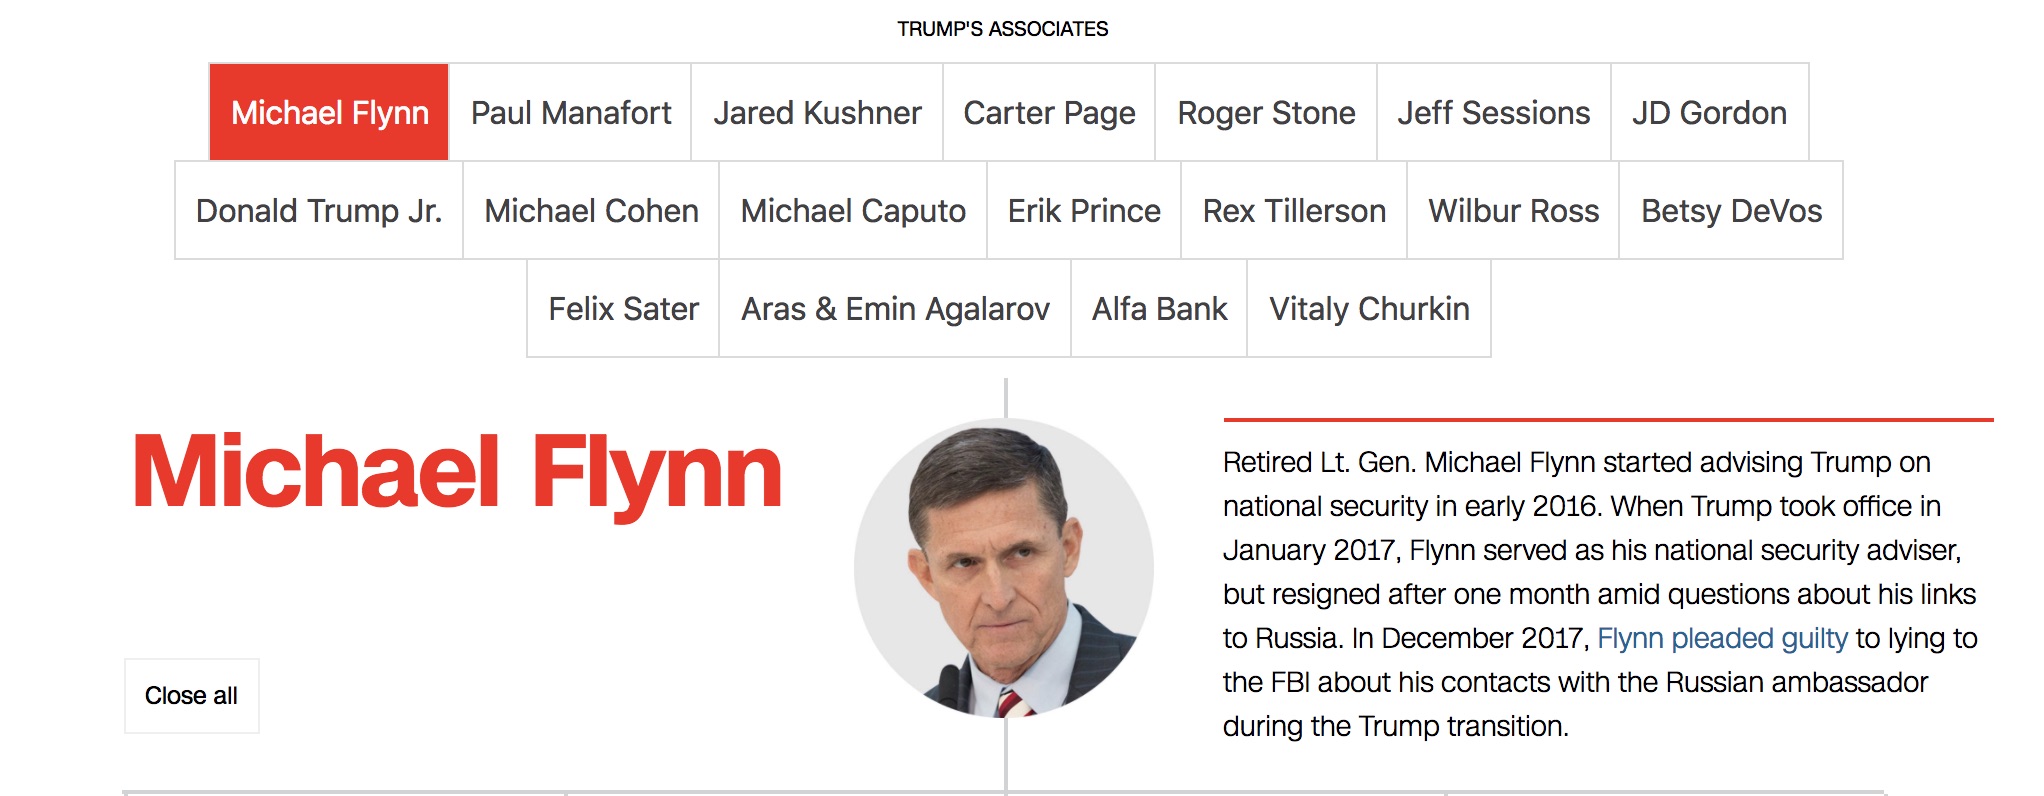 TRUMP'S ASSOCIATES
Michael Flynn Paul Manafort Jared Kushner Carter Page Roger Stone Jeff Sessions JD Gordon
Donald Trump Jr. Michael Cohen Michael Caputo Erik Prince Rex Tillerson Wilbur Ross Betsy DeVos
Felix Sater Aras & Emin Agalarov Alfa Bank Vitaly Churkin
Michael Flynn
Close all
Retired Lt. Gen. Michael Flynn started advising Trump on
national security in early 2016. When Trump took office in
January 2017, Flynn served as his national security adviser,
but resigned after one month amid questions about his links
to Russia. In December 2017, Flynn pleaded guilty to lying to
the FBI about his contacts with the Russian ambassador
during the Trump transition.